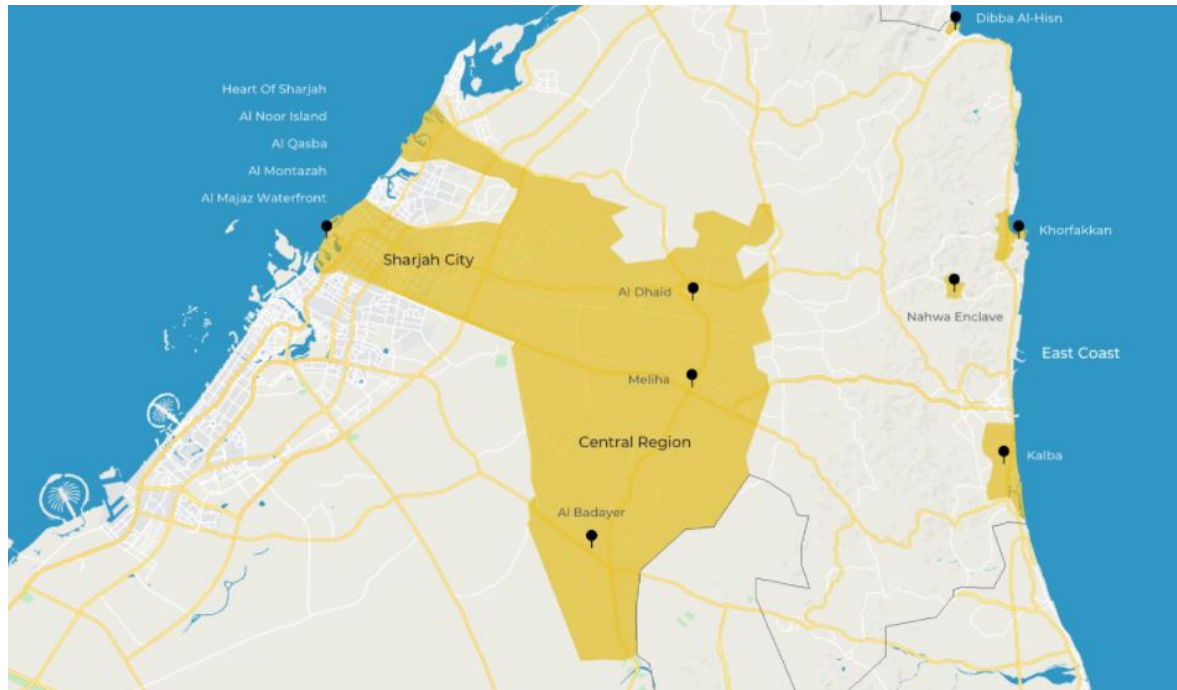 Dibba Al-Hisn
Heart Of Sharjah
Al Noor Island
Al Qasba
Al Montazah
Al Majaz Waterfront
Khorfakkan
Sharjah City
Al Dhaid
Nahwa Enclave
East Coast
Meliha
Central Region
Kalba
Al Badayer